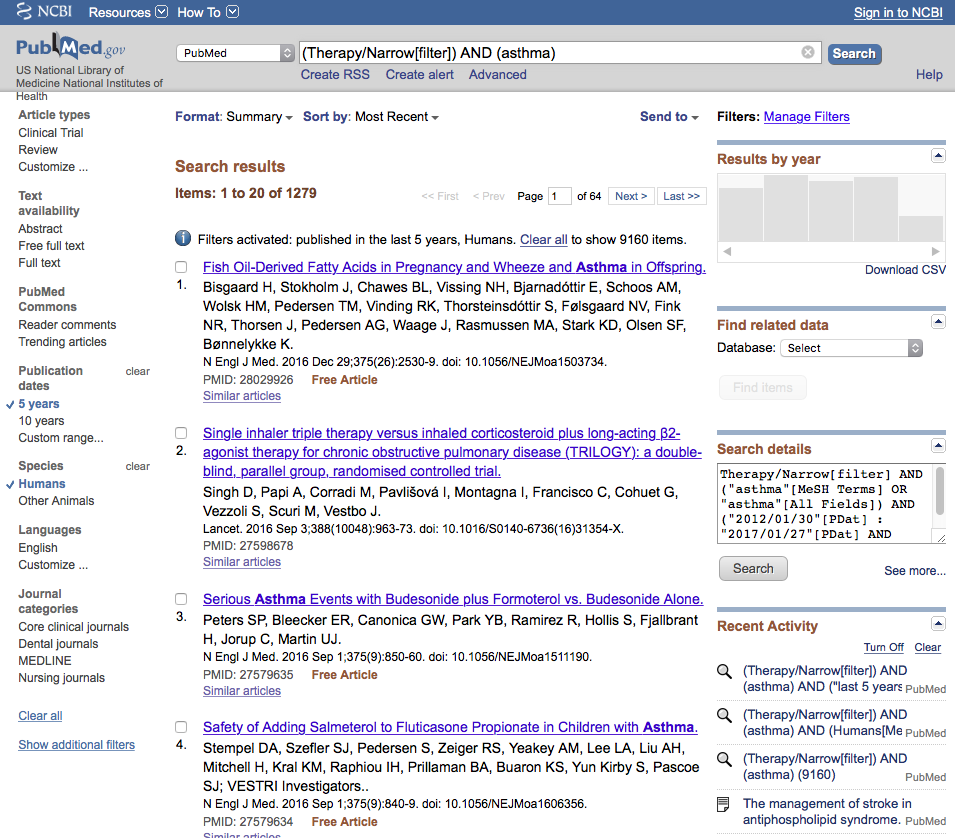 NCBI Resources How To Sign in to NCBI
PubMed.gov
US National Library of
Medicine National Institutes of
Health
PubMed
(Therapy/Narrow[filter]) AND (asthma)
Search
Create RSS Create alert Advanced
Help
Article types
Clinical Trial
Review
Customize ...
Text
availability
Abstract
Free full text
Full text
PubMed
Commons
Reader comments
Trending articles
Publication clear
dates
5 years
10 years
Custom range...
Species clear
Humans
Other Animals
Languages
English
Customize ...
Journal
categories
Core clinical journals
Dental journals
MEDLINE
Nursing journals
Clear all
Show additional filters
Format: Summary Sort by: Most Recent Send to
Search results
Items: 1 to 20 of 1279
<< First < Prev Page 1 of 64 Next > Last >>
Filters activated: published in the last 5 years, Humans. Clear all to show 9160 items.
Fish Oil-Derived Fatty Acids in Pregnancy and Wheeze and Asthma in Offspring.
1. Bisgaard H, Stokholm J, Chawes BL, Vissing NH, Bjarnadóttir E, Schoos AM,
Wolsk HM, Pedersen TM, Vinding RK, Thorsteinsdóttir S, Følsgaard NV, Fink
NR, Thorsen J, Pedersen AG, Waage J, Rasmussen MA, Stark KD, Olsen SF,
Bønnelykke K.
N Engl J Med. 2016 Dec 29;375(26):2530-9. doi: 10.1056/NEJMoa1503734.
PMID: 28029926 Free Article
Similar articles
Single inhaler triple therapy versus inhaled corticosteroid plus long-acting β2-
2. agonist therapy for chronic obstructive pulmonary disease (TRILOGY): a double-
blind, parallel group, randomised controlled trial.
Singh D, Papi A, Corradi M, Pavlišová I, Montagna I, Francisco C, Cohuet G,
Vezzoli S, Scuri M, Vestbo J.
Lancet. 2016 Sep 3;388(10048):963-73. doi: 10.1016/S0140-6736(16)31354-X.
PMID: 27598678
Similar articles
Serious Asthma Events with Budesonide plus Formoterol vs. Budesonide Alone.
3. Peters SP, Bleecker ER, Canonica GW, Park YB, Ramirez R, Hollis S, Fjallbrant
H, Jorup C, Martin UJ.
N Engl J Med. 2016 Sep 1;375(9):850-60. doi: 10.1056/NEJMoa1511190.
PMID: 27579635 Free Article
Similar articles
Safety of Adding Salmeterol to Fluticasone Propionate in Children with Asthma.
4. Stempel DA, Szefler SJ, Pedersen S, Zeiger RS, Yeakey AM, Lee LA, Liu AH,
Mitchell H, Kral KM, Raphiou IH, Prillaman BA, Buaron KS, Yun Kirby S, Pascoe
SJ; VESTRI Investigators..
N Engl J Med. 2016 Sep 1;375(9):840-9. doi: 10.1056/NEJMoa1606356.
PMID: 27579634 Free Article
Similar articles
Filters: Manage Filters
Results by year
Download CSV
Find related data
Database: Select
Find items
Search details
Therapy/Narrow[filter] AND
("asthma"[MeSH Terms] OR
"asthma"[All Fields]) AND
("2012/01/30"[PDat] :
"2017/01/27"[PDat] AND
Search
See more...
Recent Activity
Turn Off Clear
(Therapy/Narrow[filter]) AND
(asthma) AND ("last 5 years PubMed
(Therapy/Narrow[filter]) AND
(asthma) AND (Humans[Me PubMed
(Therapy/Narrow[filter]) AND
(asthma) (9160) PubMed
The management of stroke in
antiphospholipid syndrome. PubMed